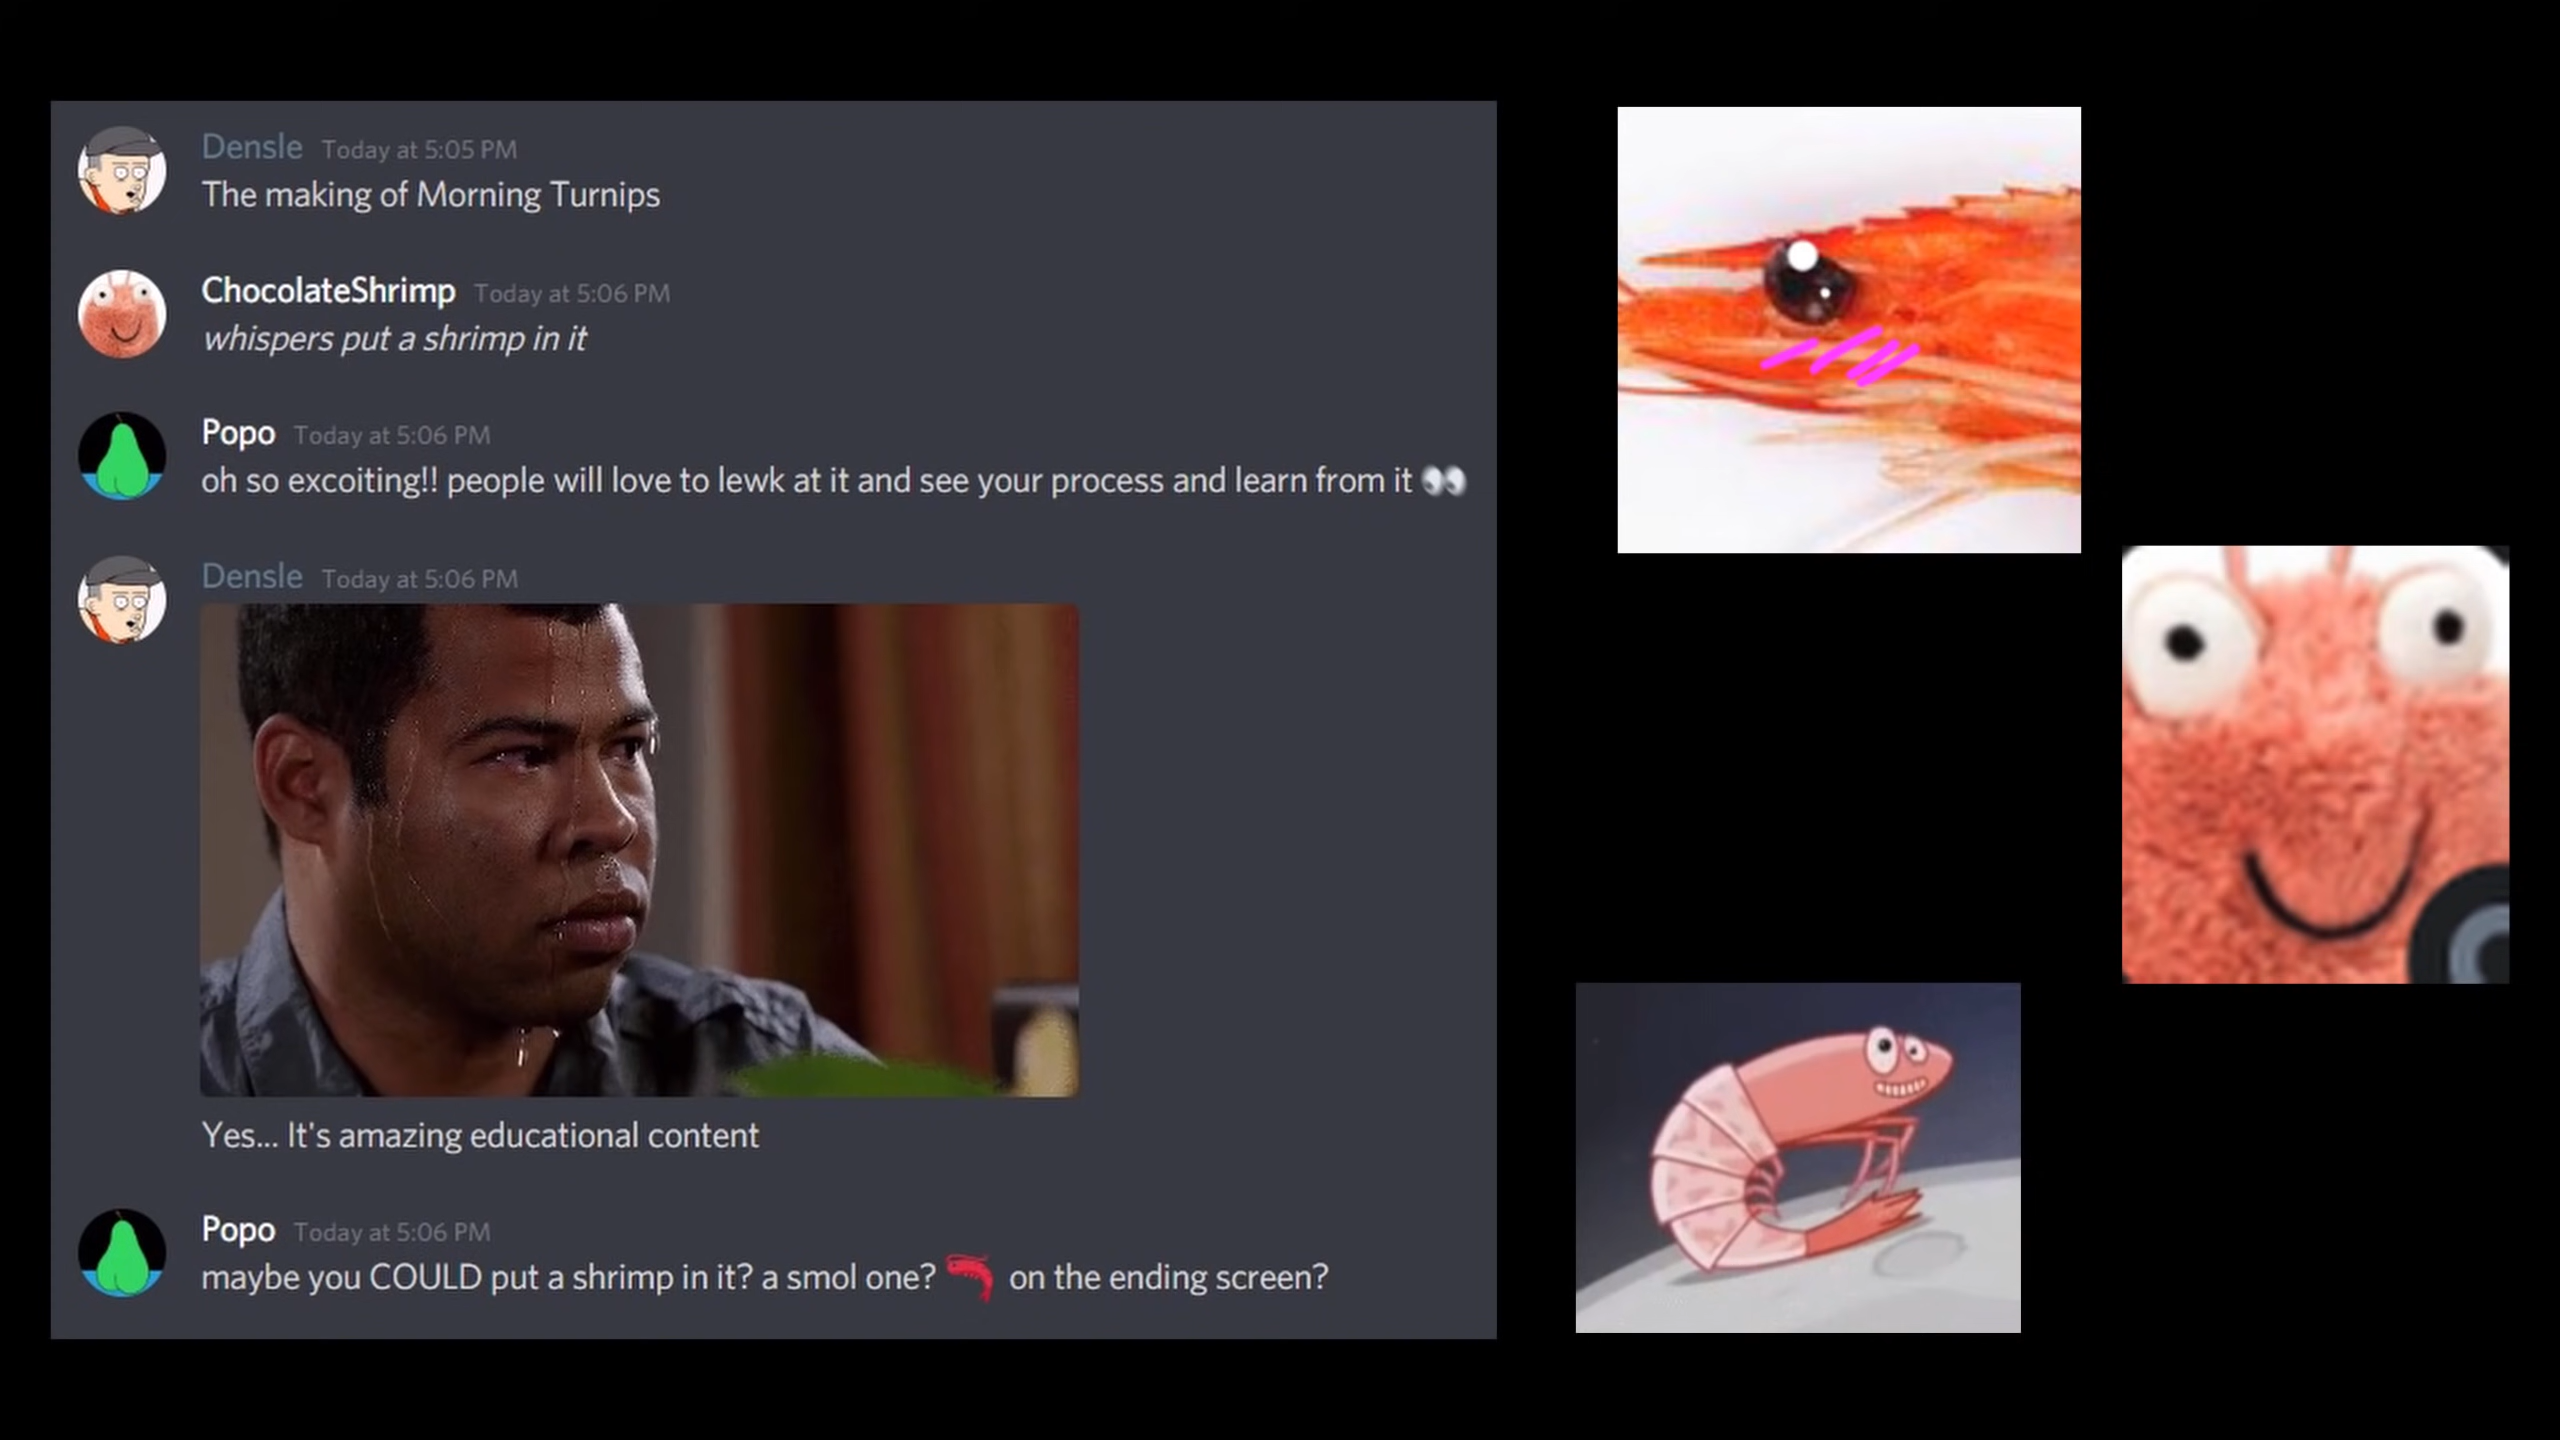 Densle Today at 5:05 PM
The making of Morning Turnips
ChocolateShrimp Today at 5:06 PM
whispers put a shrimp in it
Popo Today at 5:06 PM
oh so excoiting!! people will love to lewk at it and see your process and learn from it 👀
Densle Today at 5:06 PM
Yes... It's amazing educational content
Popo Today at 5:06 PM
maybe you COULD put a shrimp in it? a smol one? 🦐 on the ending screen?